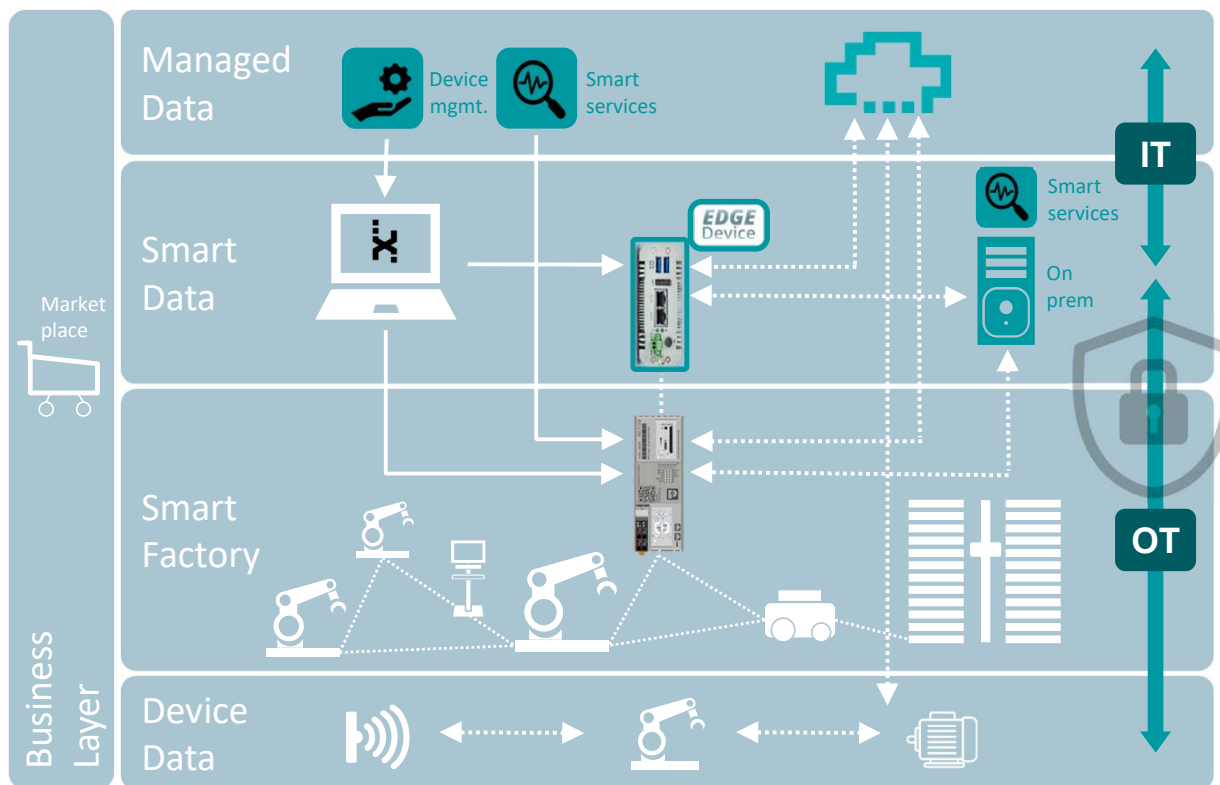 Managed
Data
Device
mgmt.
Smart
services
IT
Smart
services
EDGE
Device
Smart
Data
On
prem
Market
place
Smart
Factory
OT
Business
Layer
Device
Data